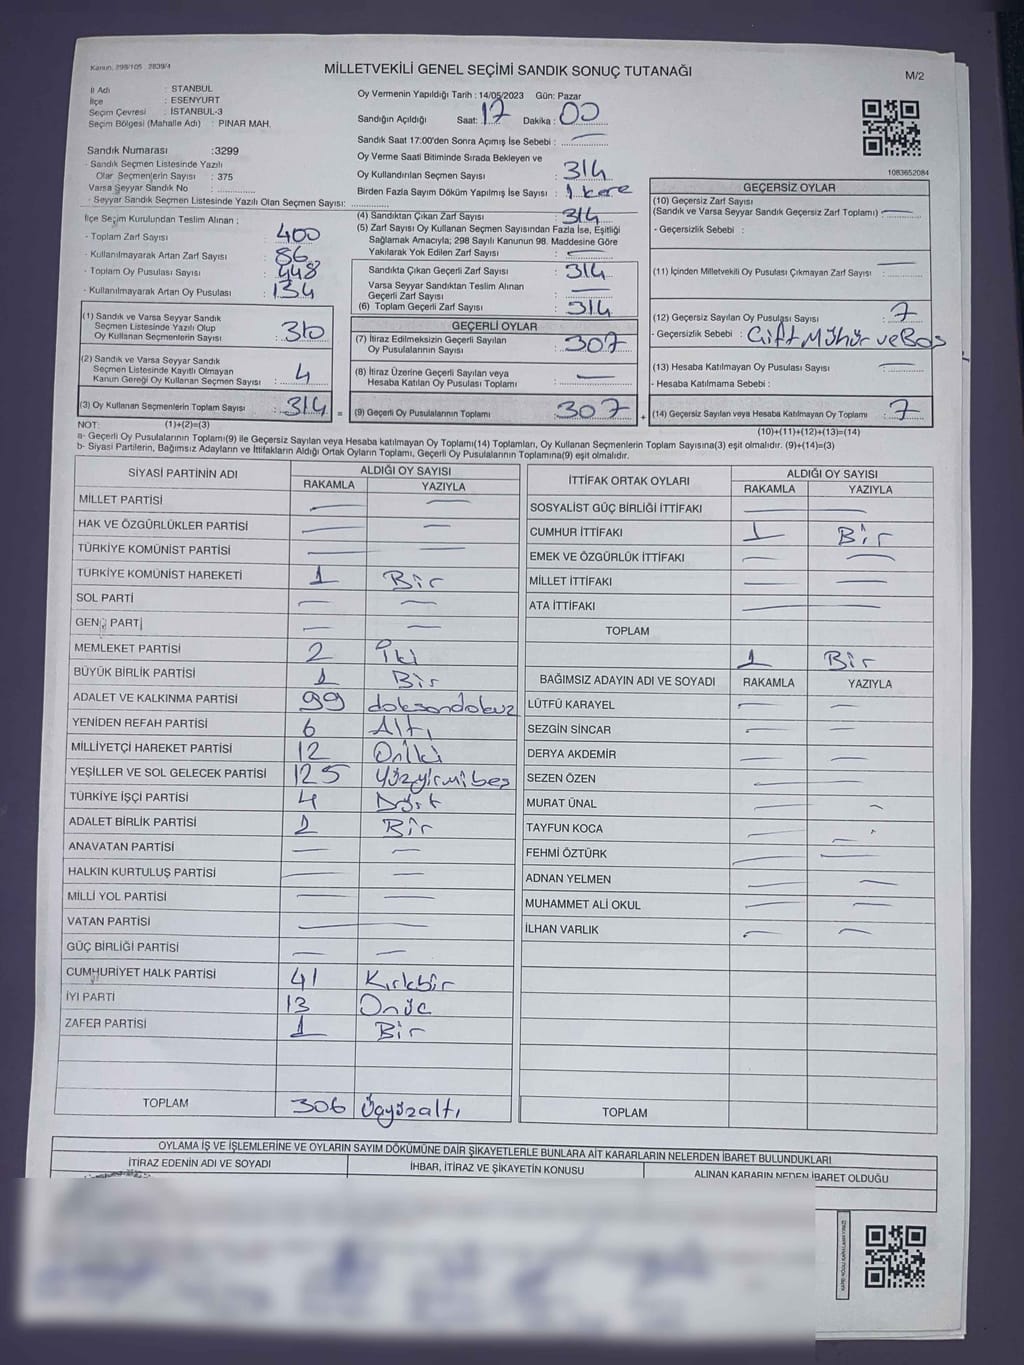 Kanun: 298/105 2839/4
MİLLETVEKİLİ GENEL SEÇİMİ SANDIK SONUÇ TUTANAĞI
M/2
İl Adı : STANBUL
İlçe : ESENYURT
Seçim Çevresi : İSTANBUL-3
Seçim Bölgesi (Mahalle Adı) : PINAR MAH.
Sandık Numarası :3299
- Sandık Seçmen Listesinde Yazılı
Olar Seçmenlerin Sayısı : 375
Varsa Seyyar Sandık No :
- Seyyar Sandık Seçmen Listesinde Yazılı Olan Seçmen Sayısı:
Oy Vermenin Yapıldığı Tarih : 14/05/2023 Gün: Pazar
Sandığın Açıldığı Saat: 17 Dakika : 00
Sandık Saat 17:00'den Sonra Açımış İse Sebebi : —
Oy Verme Saati Bitiminde Sırada Bekleyen ve
Oy Kullandırılan Seçmen Sayısı : 314
Birden Fazla Sayım Döküm Yapılmış İse Sayısı : 1 kere
1083652084
İlçe Seçim Kurulundan Teslim Alınan :
- Toplam Zarf Sayısı : 400
- Kullanılmayarak Artan Zarf Sayısı : 86
- Toplam Oy Pusulası Sayısı : 448
- Kullanılmayarak Artan Oy Pusulası : 134
(1) Sandık ve Varsa Seyyar Sandık
Seçmen Listesinde Yazılı Olup
Oy Kullanan Seçmenlerin Sayısı : 310
(2) Sandık ve Varsa Seyyar Sandık
Seçmen Listesinde Kayıtlı Olmayan
Kanun Gereği Oy Kullanan Seçmen Sayısı : 4
(3) Oy Kullanan Seçmenlerin Toplam Sayısı : 314 =
(4) Sandıktan Çıkan Zarf Sayısı : 314
(5) Zarf Sayısı Oy Kullanan Seçmen Sayısından Fazla İse, Eşitliği
Sağlamak Amacıyla; 298 Sayılı Kanunun 98. Maddesine Göre
Yakılarak Yok Edilen Zarf Sayısı : —
Sandıkta Çıkan Geçerli Zarf Sayısı : 314
Varsa Seyyar Sandıktan Teslim Alınan
Geçerli Zarf Sayısı : —
(6) Toplam Geçerli Zarf Sayısı : 314
GEÇERLİ OYLAR
(7) İtiraz Edilmeksizin Geçerli Sayılan
Oy Pusulalarının Sayısı : 307
(8) İtiraz Üzerine Geçerli Sayılan veya
Hesaba Katılan Oy Pusulası Toplamı : —
(9) Geçerli Oy Pusulalarının Toplamı : 307 +
GEÇERSİZ OYLAR
(10) Geçersiz Zarf Sayısı
(Sandık ve Varsa Seyyar Sandık Geçersiz Zarf Toplamı) : —
- Geçersizlik Sebebi :
(11) İçinden Milletvekili Oy Pusulası Çıkmayan Zarf Sayısı : —
(12) Geçersiz Sayılan Oy Pusulası Sayısı : 7
- Geçersizlik Sebebi : Çift Mühür ve Boş
(13) Hesaba Katılmayan Oy Pusulası Sayısı : —
- Hesaba Katılmama Sebebi :
(14) Geçersiz Sayılan veya Hesaba Katılmayan Oy Toplamı : 7
NOT: (1)+(2)=(3)
(10)+(11)+(12)+(13)=(14)
a- Geçerli Oy Pusulalarının Toplamı(9) ile Geçersiz Sayılan veya Hesaba katılmayan Oy Toplamı(14) Toplamları, Oy Kullanan Seçmenlerin Toplam Sayısına(3) eşit olmalıdır. (9)+(14)=(3)
b- Siyasi Partilerin, Bağımsız Adayların ve İttifakların Aldığı Ortak Oyların Toplamı, Geçerli Oy Pusulalarının Toplamına(9) eşit olmalıdır.
SİYASİ PARTİNİN ADI ALDIĞI OY SAYISI
RAKAMLA YAZIYLA
MİLLET PARTİSİ — —
HAK VE ÖZGÜRLÜKLER PARTİSİ — —
TÜRKİYE KOMÜNİST PARTİSİ — —
TÜRKİYE KOMÜNİST HAREKETİ 1 Bir
SOL PARTİ — —
GENÇ PARTİ — —
MEMLEKET PARTİSİ 2 İki
BÜYÜK BİRLİK PARTİSİ 1 Bir
ADALET VE KALKINMA PARTİSİ 99 doksandokuz
YENİDEN REFAH PARTİSİ 6 Altı
MİLLİYETÇİ HAREKET PARTİSİ 12 Oniki
YEŞİLLER VE SOL GELECEK PARTİSİ 125 Yüzyirmibeş
TÜRKİYE İŞÇİ PARTİSİ 4 Dört
ADALET BİRLİK PARTİSİ 1 Bir
ANAVATAN PARTİSİ — —
HALKIN KURTULUŞ PARTİSİ — —
MİLLİ YOL PARTİSİ — —
VATAN PARTİSİ — —
GÜÇ BİRLİĞİ PARTİSİ — —
CUMHURİYET HALK PARTİSİ 41 Kırkbir
İYİ PARTİ 13 Onüç
ZAFER PARTİSİ 1 Bir
TOPLAM 306 Üçyüzaltı
İTTİFAK ORTAK OYLARI ALDIĞI OY SAYISI
RAKAMLA YAZIYLA
SOSYALİST GÜÇ BİRLİĞİ İTTİFAKI — —
CUMHUR İTTİFAKI 1 Bir
EMEK VE ÖZGÜRLÜK İTTİFAKI — —
MİLLET İTTİFAKI — —
ATA İTTİFAKI — —
TOPLAM
1 Bir
BAĞIMSIZ ADAYIN ADI VE SOYADI RAKAMLA YAZIYLA
LÜTFÜ KARAYEL — —
SEZGİN SİNCAR — —
DERYA AKDEMİR — —
SEZEN ÖZEN — —
MURAT ÜNAL — —
TAYFUN KOCA — —
FEHMİ ÖZTÜRK — —
ADNAN YELMEN — —
MUHAMMET ALİ OKUL — —
İLHAN VARLIK — —
TOPLAM
OYLAMA İŞ VE İŞLEMLERİNE VE OYLARIN SAYIM DÖKÜMÜNE DAİR ŞİKAYETLERLE BUNLARA AİT KARARLARIN NELERDEN İBARET BULUNDUKLARI
İTİRAZ EDENİN ADI VE SOYADI İHBAR, İTİRAZ VE ŞİKAYETİN KONUSU ALINAN KARARIN NEDEN İBARET OLDUĞU